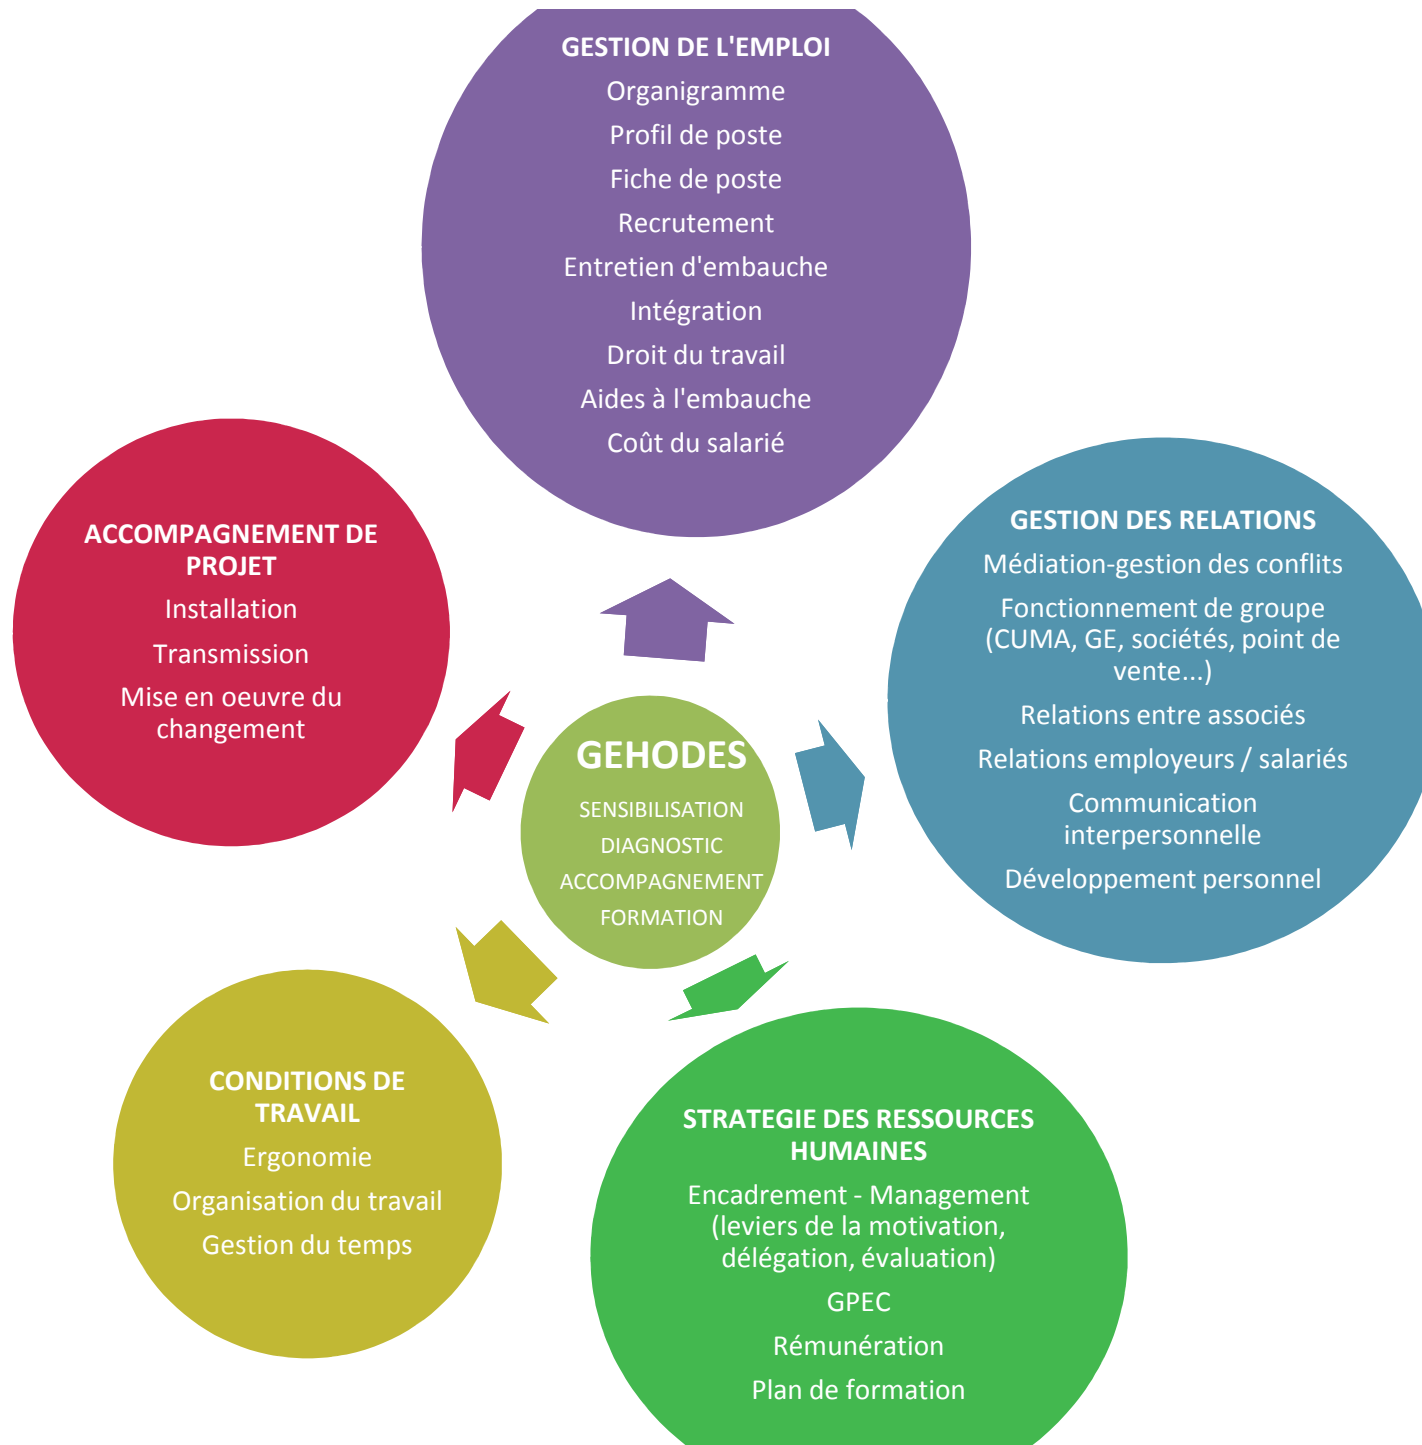 GESTION DE L'EMPLOI
Organigramme
Profil de poste
Fiche de poste
Recrutement
Entretien d'embauche
Intégration
Droit du travail
Aides à l'embauche
Coût du salarié
ACCOMPAGNEMENT DE
PROJET
Installation
Transmission
Mise en oeuvre du
changement
GESTION DES RELATIONS
Médiation-gestion des conflits
Fonctionnement de groupe
(CUMA, GE, sociétés, point de
vente...)
Relations entre associés
Relations employeurs / salariés
Communication
interpersonnelle
Développement personnel
GEHODES
SENSIBILISATION
DIAGNOSTIC
ACCOMPAGNEMENT
FORMATION
CONDITIONS DE
TRAVAIL
Ergonomie
Organisation du travail
Gestion du temps
STRATEGIE DES RESSOURCES
HUMAINES
Encadrement - Management
(leviers de la motivation,
délégation, évaluation)
GPEC
Rémunération
Plan de formation